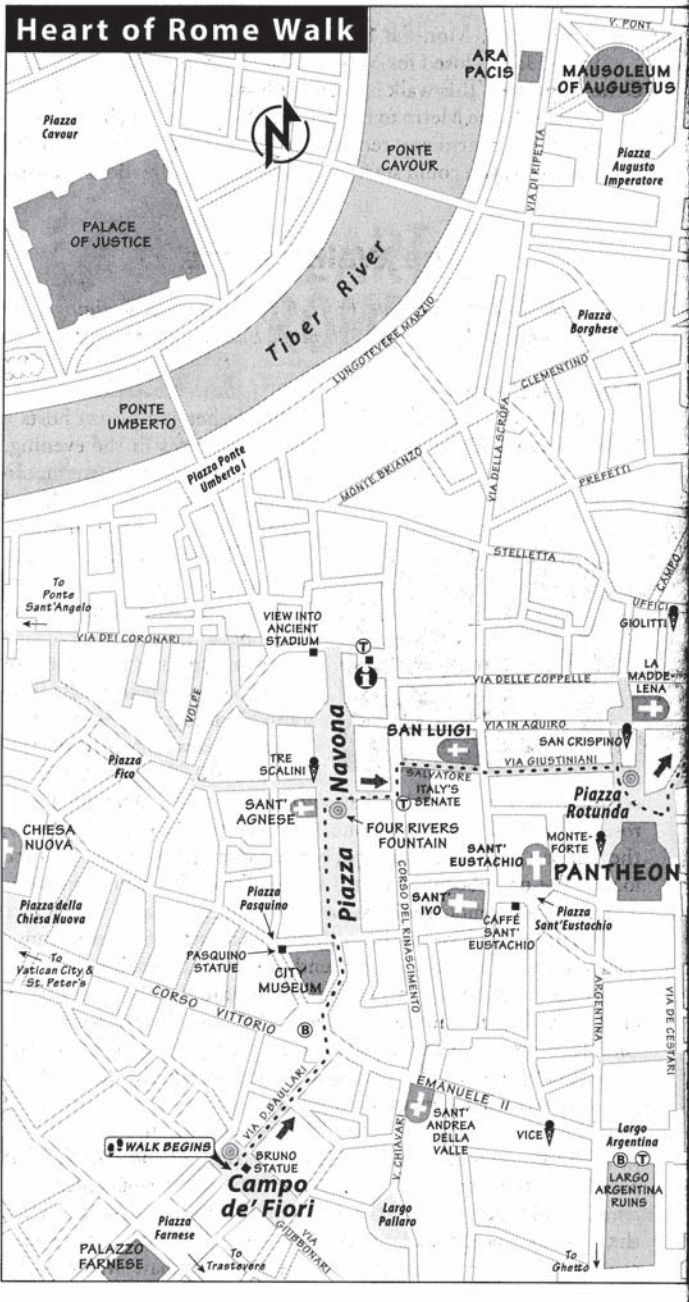 Heart of Rome Walk
V. PONT.
ARA
PACIS
MAUSOLEUM
OF AUGUSTUS
Piazza
Cavour
N
PONTE
CAVOUR
VIA DI RIPETTA
Piazza
Augusto
Imperatore
PALACE
OF JUSTICE
Tiber River
LUNGOTEVERE MARZIO
Piazza
Borghese
CLEMENTINO
PONTE
UMBERTO
VIA DELLA SCROFA
Piazza Ponte
Umberto I
MONTE BRIANZO
PREFETTI
STELLETTA
CAMPO
To
Ponte
Sant'Angelo
UFFICI
GIOLITTI
VIEW INTO
ANCIENT
STADIUM
T
i
VIA DEI CORONARI
LA
MADDE-
LENA
VIA DELLE COPPELLE
VOLPE
Piazza Navona
SAN LUIGI
VIA IN AQUIRO
SAN CRISPINO
Piazza
Fico
TRE
SCALINI
VIA GIUSTINIANI
SALVATORE
ITALY'S
SENATE
T
Piazza
Rotunda
SANT'
AGNESE
FOUR RIVERS
FOUNTAIN
CHIESA
NUOVA
SANT'
EUSTACHIO
MONTE-
FORTE
PANTHEON
CORSO DEL RINASCIMENTO
Piazza
Pasquino
SANT'
IVO
Piazza della
Chiesa Nuova
CAFFÉ
SANT'
EUSTACHIO
Piazza
Sant'Eustachio
PASQUINO
STATUE
CITY
MUSEUM
To
Vatican City &
St. Peter's
ARGENTINA
VIA DE CESTARI
CORSO VITTORIO
B
EMANUELE II
VIA D. BAULLARI
SANT'
ANDREA
DELLA
VALLE
VICE
Largo
Argentina
B T
WALK BEGINS
BRUNO
STATUE
Campo
de' Fiori
V. CHIAVARI
LARGO
ARGENTINA
RUINS
Largo
Pallaro
Piazza
Farnese
VIA
GIUBBONARI
PALAZZO
FARNESE
To
Trastevere
To
Ghetto